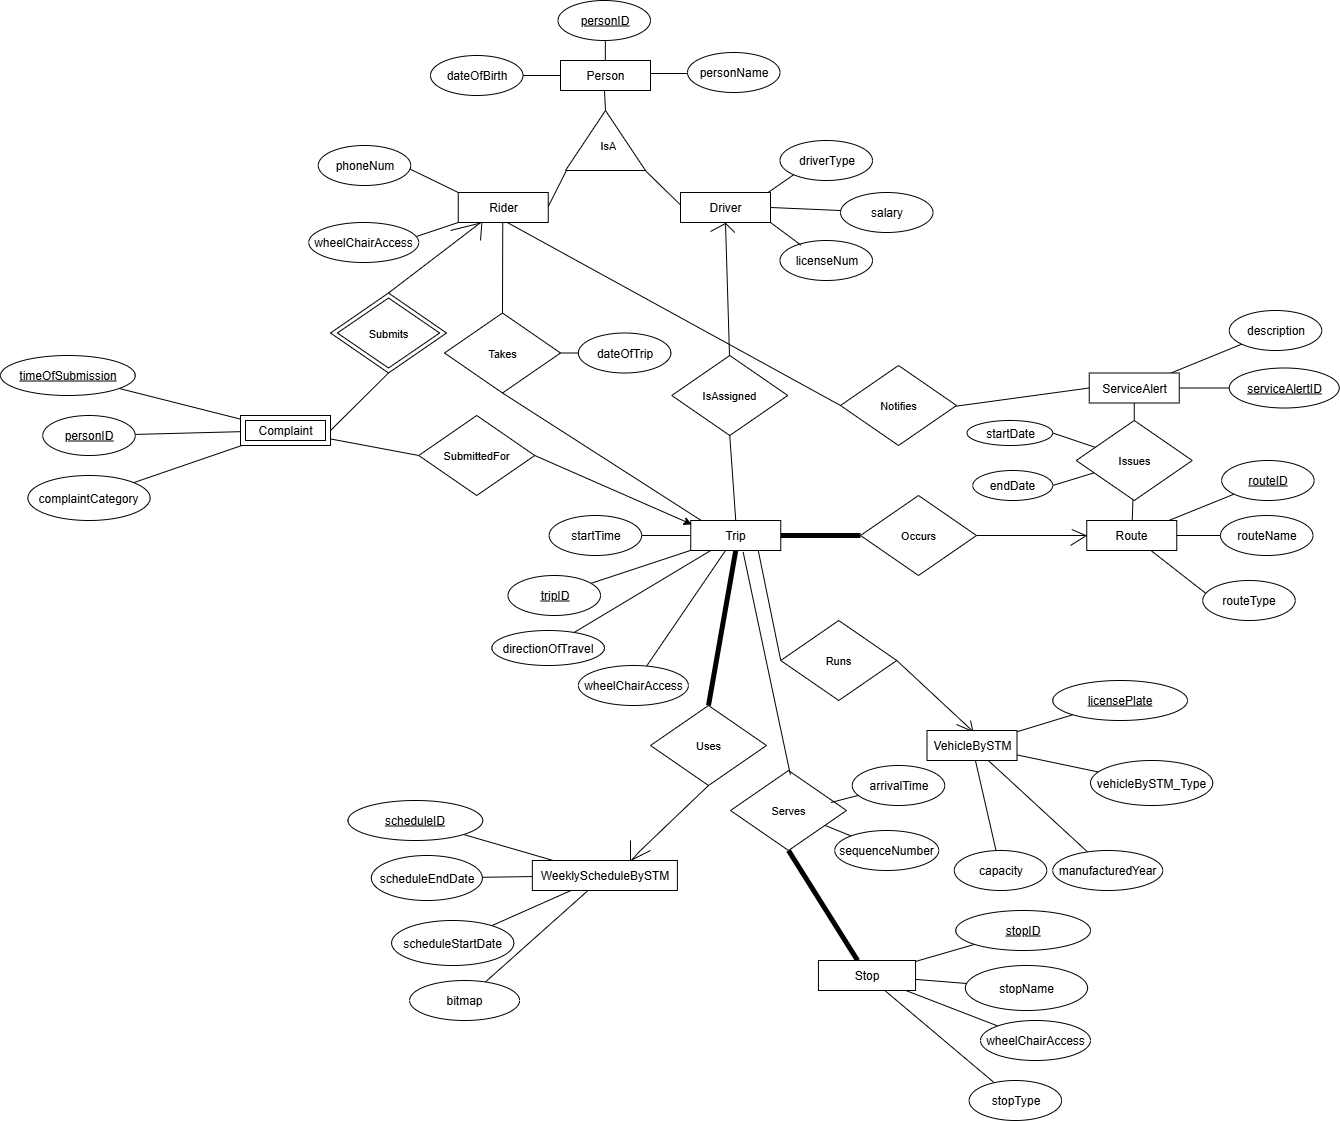 personID
dateOfBirth
Person
personName
IsA
phoneNum
driverType
Rider
Driver
salary
wheelChairAccess
licenseNum
Submits
Takes
dateOfTrip
description
timeOfSubmission
IsAssigned
Notifies
ServiceAlert
serviceAlertID
personID
Complaint
startDate
SubmittedFor
Issues
complaintCategory
endDate
routeID
startTime
Trip
Occurs
Route
routeName
tripID
routeType
directionOfTravel
wheelChairAccess
Runs
licensePlate
Uses
VehicleBySTM
arrivalTime
vehicleBySTM_Type
scheduleID
Serves
sequenceNumber
scheduleEndDate
WeeklyScheduleBySTM
capacity
manufacturedYear
scheduleStartDate
stopID
bitmap
Stop
stopName
wheelChairAccess
stopType